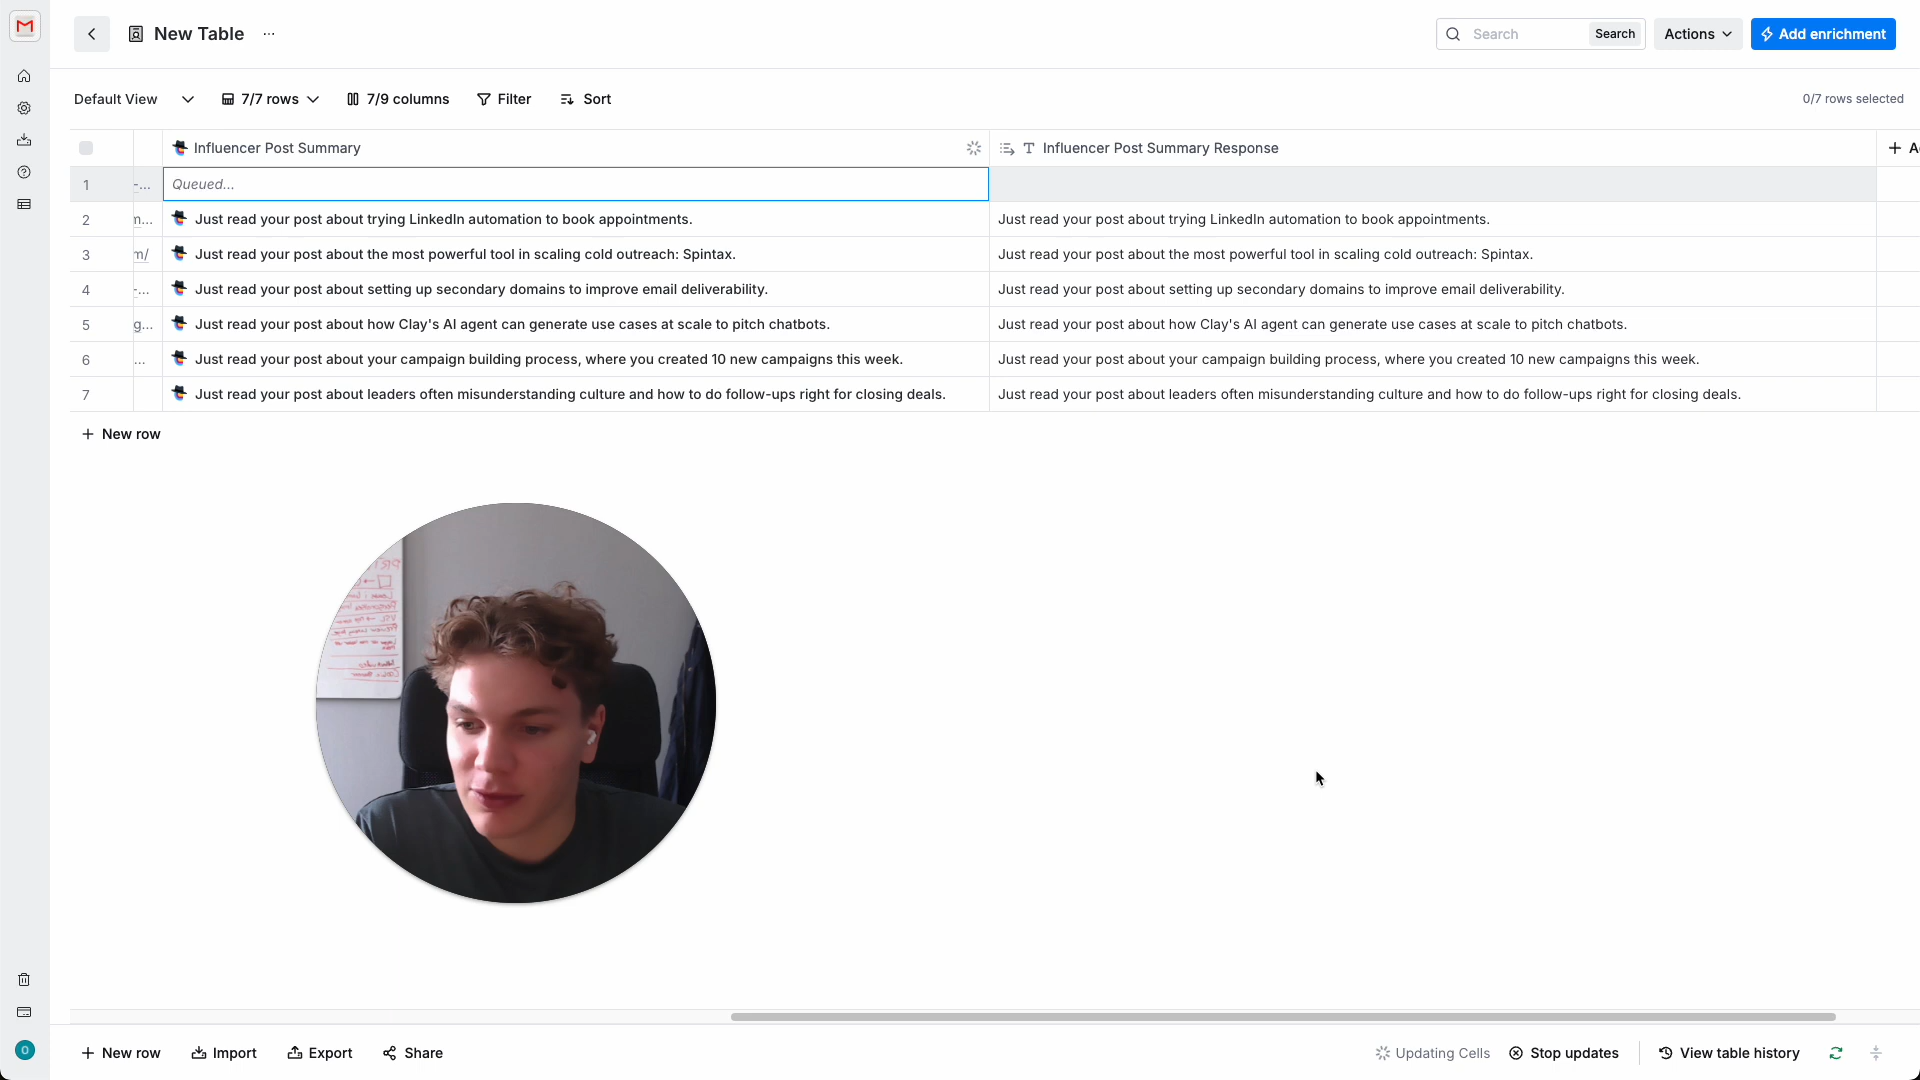 New Table ...
Search
Search
Actions
Add enrichment
Default View
7/7 rows
7/9 columns
Filter
Sort
0/7 rows selected
Influencer Post Summary
Influencer Post Summary Response
+ A
1 -... Queued...
2 m... Just read your post about trying LinkedIn automation to book appointments. Just read your post about trying LinkedIn automation to book appointments.
3 m/ Just read your post about the most powerful tool in scaling cold outreach: Spintax. Just read your post about the most powerful tool in scaling cold outreach: Spintax.
4 -... Just read your post about setting up secondary domains to improve email deliverability. Just read your post about setting up secondary domains to improve email deliverability.
5 g... Just read your post about how Clay's AI agent can generate use cases at scale to pitch chatbots. Just read your post about how Clay's AI agent can generate use cases at scale to pitch chatbots.
6 ... Just read your post about your campaign building process, where you created 10 new campaigns this week. Just read your post about your campaign building process, where you created 10 new campaigns this week.
7 Just read your post about leaders often misunderstanding culture and how to do follow-ups right for closing deals. Just read your post about leaders often misunderstanding culture and how to do follow-ups right for closing deals.
+ New row
O
+ New row
Import
Export
Share
Updating Cells
Stop updates
View table history